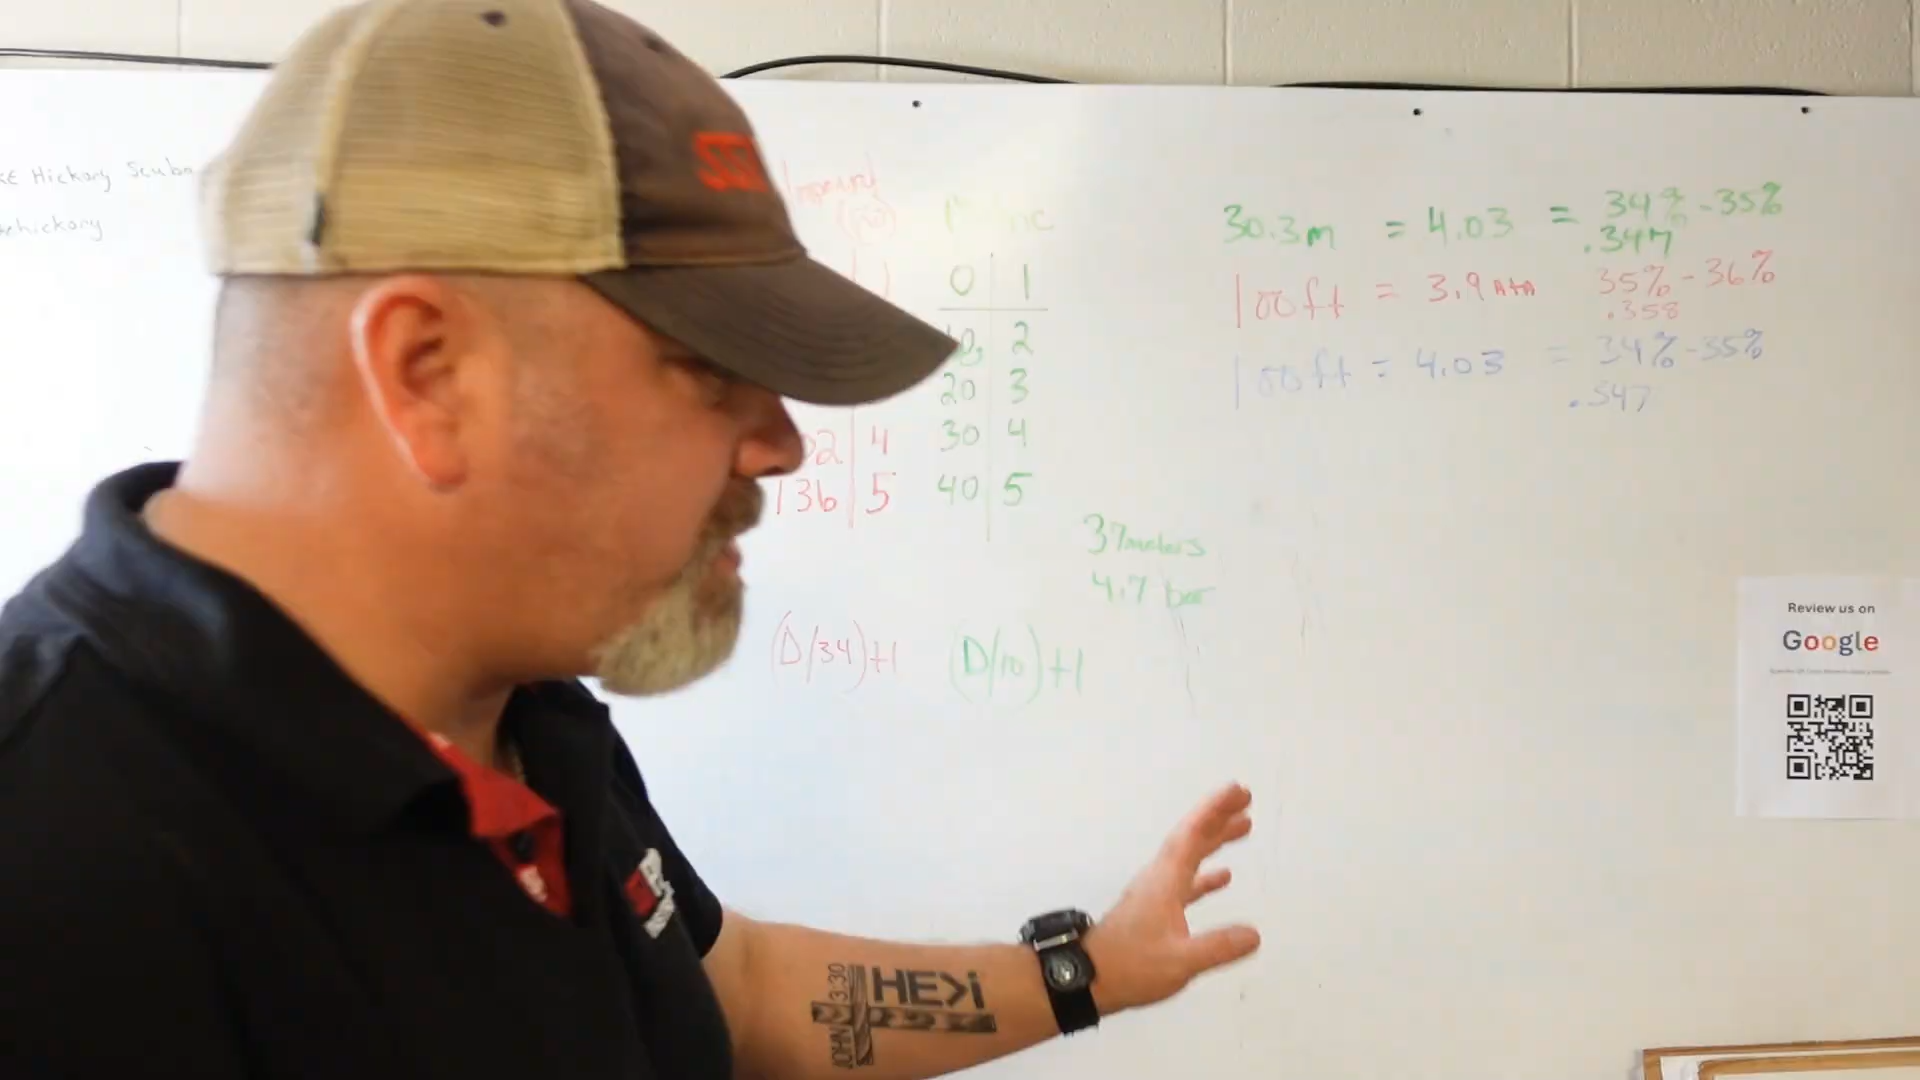 Hickory Scuba
hickory
Imperial
0 | 1
2
20 | 3
4 30 | 4
136 | 5 40 | 5
30.3m = 4.03 = 34% - 35%
.347
100ft = 3.9 ATA 35% - 36%
.358
100ft = 4.03 = 34% - 35%
.347
37 meters
4.7 bar
(D/34)+1 (D/10)+1
Review us on
Google
JOHN 3:30
HE>i